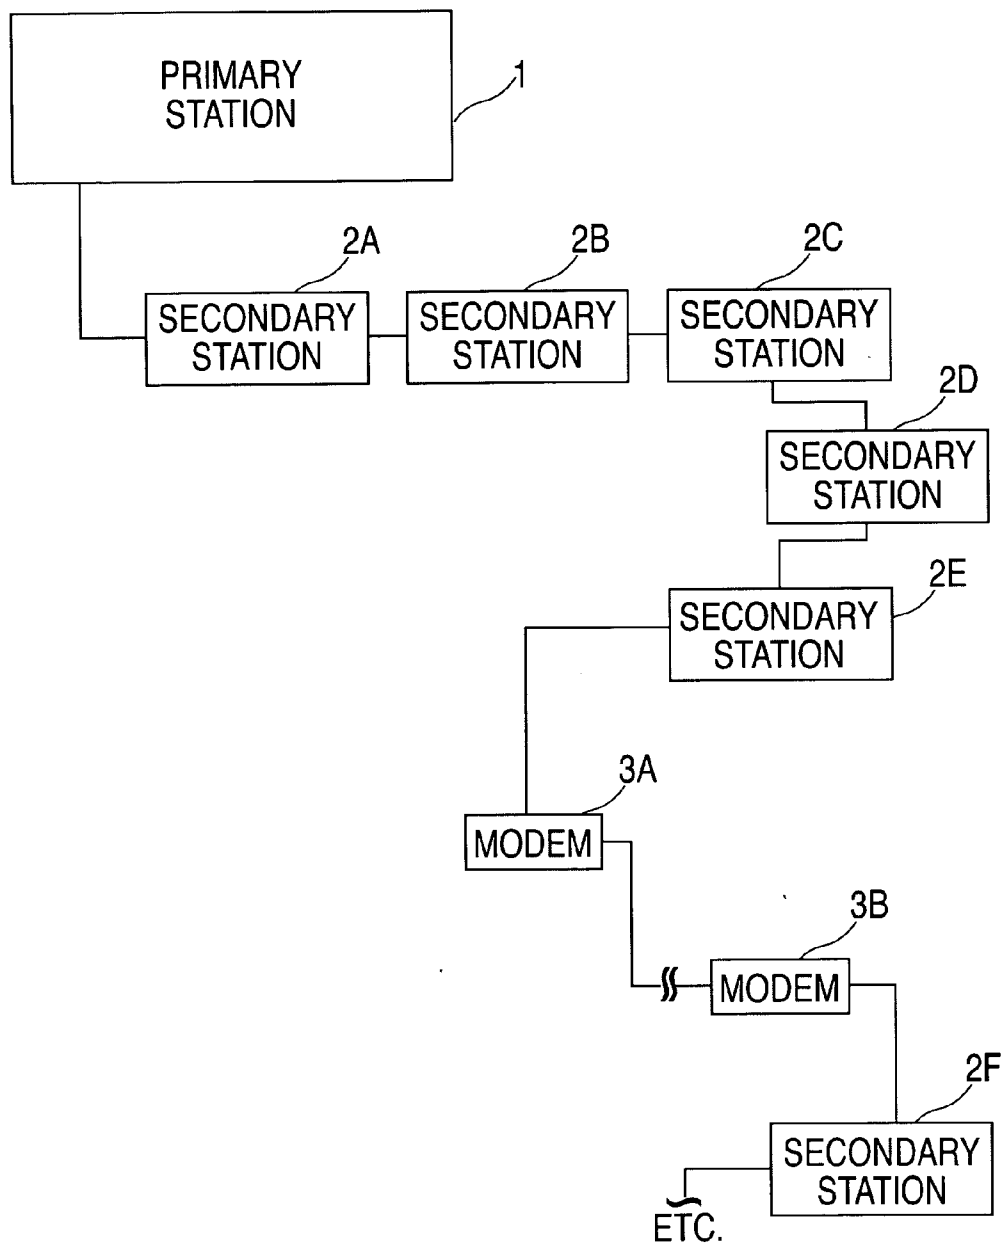 PRIMARY
STATION
1
2A
2B
2C
SECONDARY
STATION
SECONDARY
STATION
SECONDARY
STATION
2D
SECONDARY
STATION
2E
SECONDARY
STATION
3A
MODEM
3B
MODEM
2F
SECONDARY
STATION
ETC.